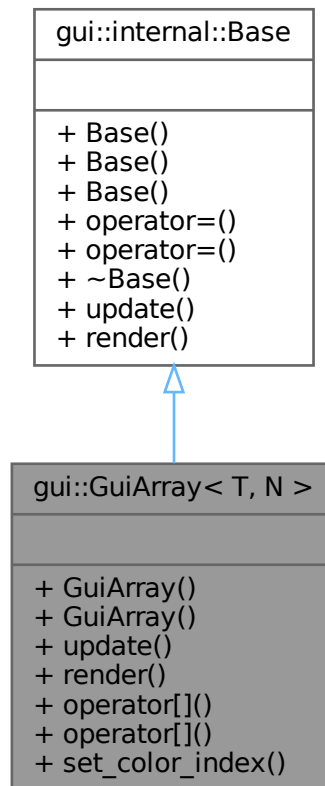 gui::internal::Base
+ Base()
+ Base()
+ Base()
+ operator=()
+ operator=()
+ ~Base()
+ update()
+ render()
gui::GuiArray< T, N >
+ GuiArray()
+ GuiArray()
+ update()
+ render()
+ operator[]()
+ operator[]()
+ set_color_index()